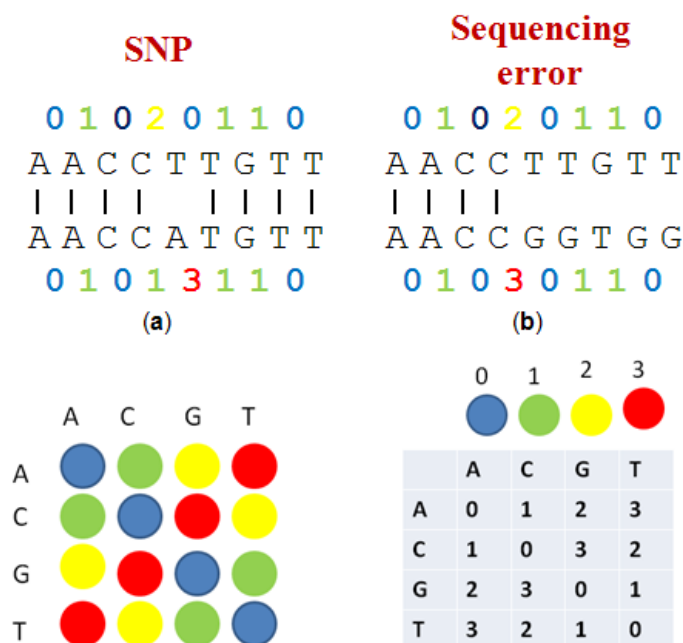 SNP
0 1 0 2 0 1 1 0
A A C C T T G T T
| | | | | | | |
A A C C A T G T T
0 1 0 1 3 1 1 0
(a)
Sequencing
error
0 1 0 2 0 1 1 0
A A C C T T G T T
| | | |
A A C C G G T G G
0 1 0 3 0 1 1 0
(b)
A C G T
A
C
G
T
0 1 2 3
A C G T
A 0 1 2 3
C 1 0 3 2
G 2 3 0 1
T 3 2 1 0